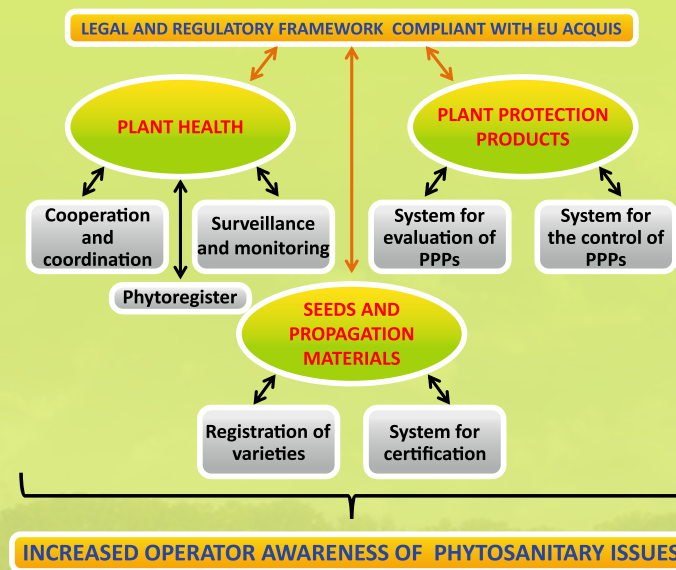 LEGAL AND REGULATORY FRAMEWORK COMPLIANT WITH EU ACQUIS
PLANT HEALTH
PLANT PROTECTION
PRODUCTS
Cooperation
and
coordination
Surveillance
and monitoring
System for
evaluation of
PPPs
System for
the control of
PPPs
Phytoregister
SEEDS AND
PROPAGATION
MATERIALS
Registration of
varieties
System for
certification
INCREASED OPERATOR AWARENESS OF PHYTOSANITARY ISSUES